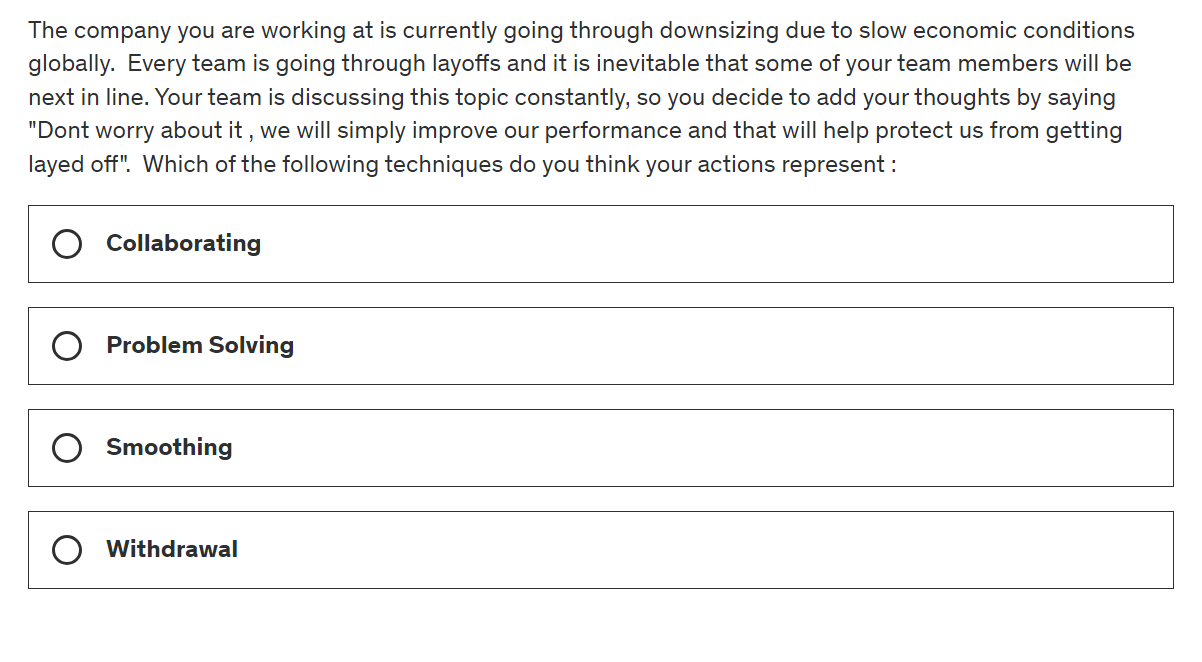 The company you are working at is currently going through downsizing due to slow economic conditions
globally.  Every team is going through layoffs and it is inevitable that some of your team members will be
next in line. Your team is discussing this topic constantly, so you decide to add your thoughts by saying
"Dont worry about it , we will simply improve our performance and that will help protect us from getting
layed off".  Which of the following techniques do you think your actions represent :
Collaborating
Problem Solving
Smoothing
Withdrawal